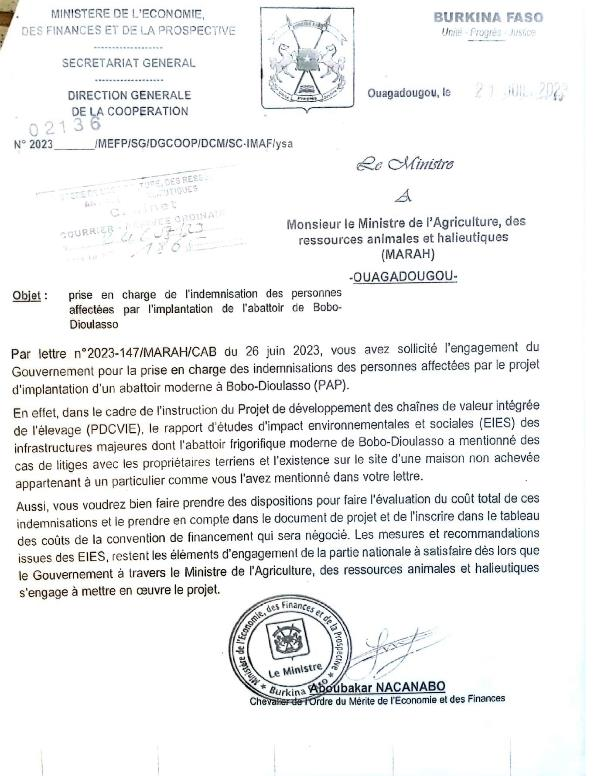 MINISTERE DE L'ECONOMIE,
DES FINANCES ET DE LA PROSPECTIVE
SECRETARIAT GENERAL
DIRECTION GENERALE
DE LA COOPERATION
02136
N° 2023______/MEFP/SG/DGCOOP/DCM/SC-IMAF/ysa
BURKINA FASO
Unité - Progrès - Justice
Ouagadougou, le 21 2023
Le Ministre
A
Monsieur le Ministre de l'Agriculture, des
ressources animales et halieutiques
(MARAH)
-OUAGADOUGOU-
Cabinet
COURRIER
Objet : prise en charge de l'indemnisation des personnes
affectées par l'implantation de l'abattoir de Bobo-
Dioulasso
Par lettre n°2023-147/MARAH/CAB du 26 juin 2023, vous avez sollicité l'engagement du
Gouvernement pour la prise en charge des indemnisations des personnes affectées par le projet
d'implantation d'un abattoir moderne à Bobo-Dioulasso (PAP).
En effet, dans le cadre de l'instruction du Projet de développement des chaînes de valeur intégrée
de l'élevage (PDCVIE), le rapport d'études d'impact environnementales et sociales (EIES) des
infrastructures majeures dont l'abattoir frigorifique moderne de Bobo-Dioulasso a mentionné des
cas de litiges avec les propriétaires terriens et l'existence sur le site d'une maison non achevée
appartenant à un particulier comme vous l'avez mentionné dans votre lettre.
Aussi, vous voudrez bien faire prendre des dispositions pour faire l'évaluation du coût total de ces
indemnisations et le prendre en compte dans le document de projet et de l'inscrire dans le tableau
des coûts de la convention de financement qui sera négocié. Les mesures et recommandations
issues des EIES, restent les éléments d'engagement de la partie nationale à satisfaire dès lors que
le Gouvernement à travers le Ministre de l'Agriculture, des ressources animales et halieutiques
s'engage à mettre en œuvre le projet.
Ministère de l'Economie, des Finances et de la Prospective
Le Ministre
Burkina Faso
Aboubakar NACANABO
Chevalier de l'Ordre du Mérite de l'Economie et des Finances